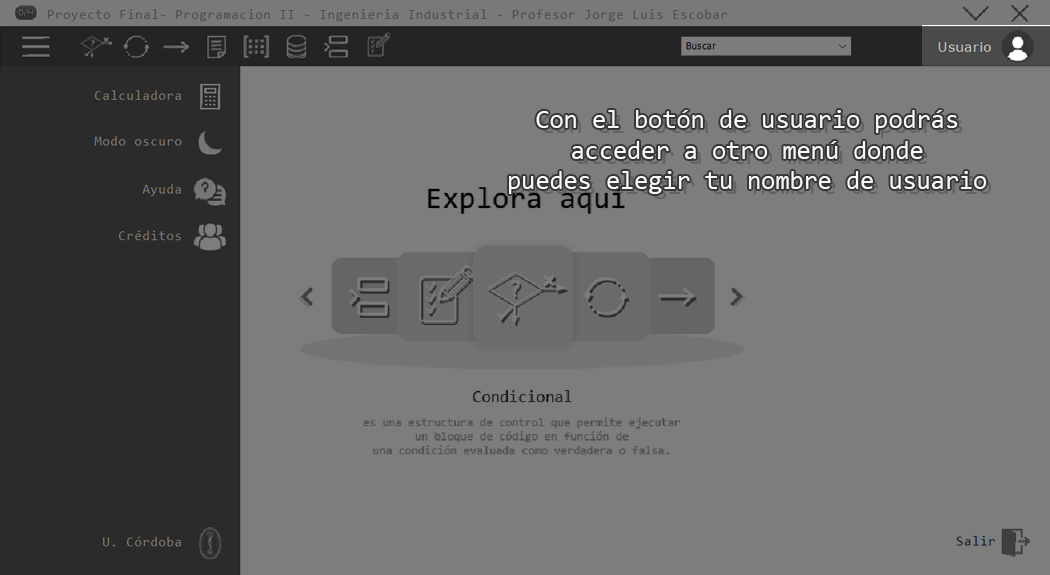 D/H Proyecto Final- Programacion II - Ingenieria Industrial - Profesor Jorge Luis Escobar
Buscar
Usuario
Calculadora
Modo oscuro
Ayuda
Créditos
Con el botón de usuario podrás
acceder a otro menú donde
puedes elegir tu nombre de usuario
Explora aquí
Condicional
es una estructura de control que permite ejecutar
un bloque de código en función de
una condición evaluada como verdadera o falsa.
U. Córdoba
Salir